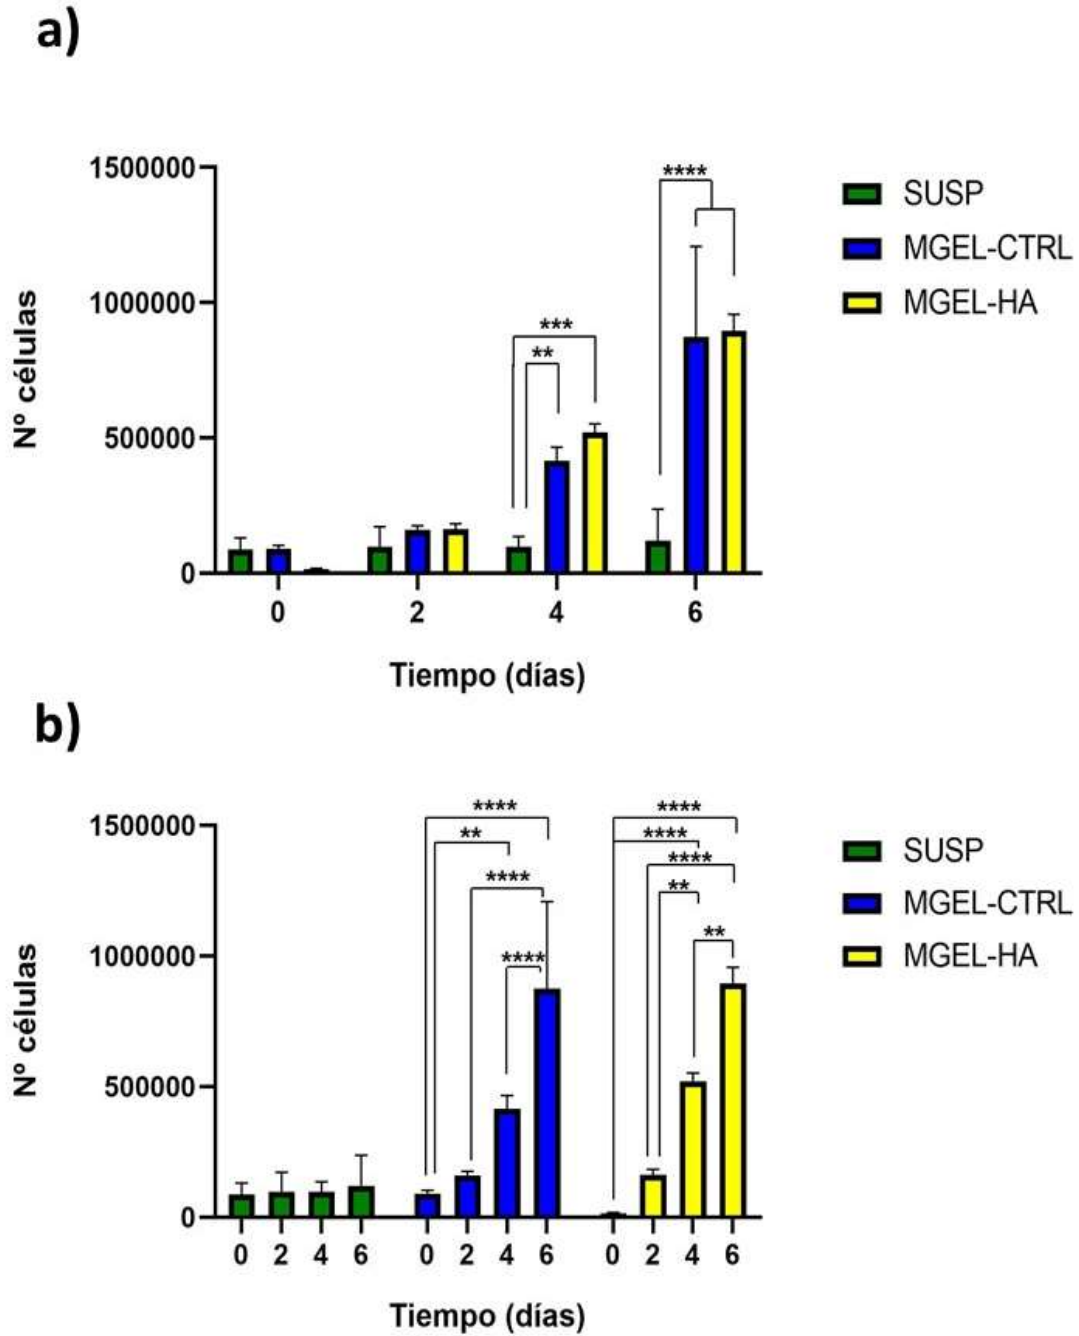 a)
1500000
1000000
500000
0
Nº células
****
***
**
0 2 4 6
Tiempo (días)
SUSP
MGEL-CTRL
MGEL-HA
b)
1500000
1000000
500000
0
Nº células
**** ****
** ****
****
**** **
**
****
0 2 4 6 0 2 4 6 0 2 4 6
Tiempo (días)
SUSP
MGEL-CTRL
MGEL-HA